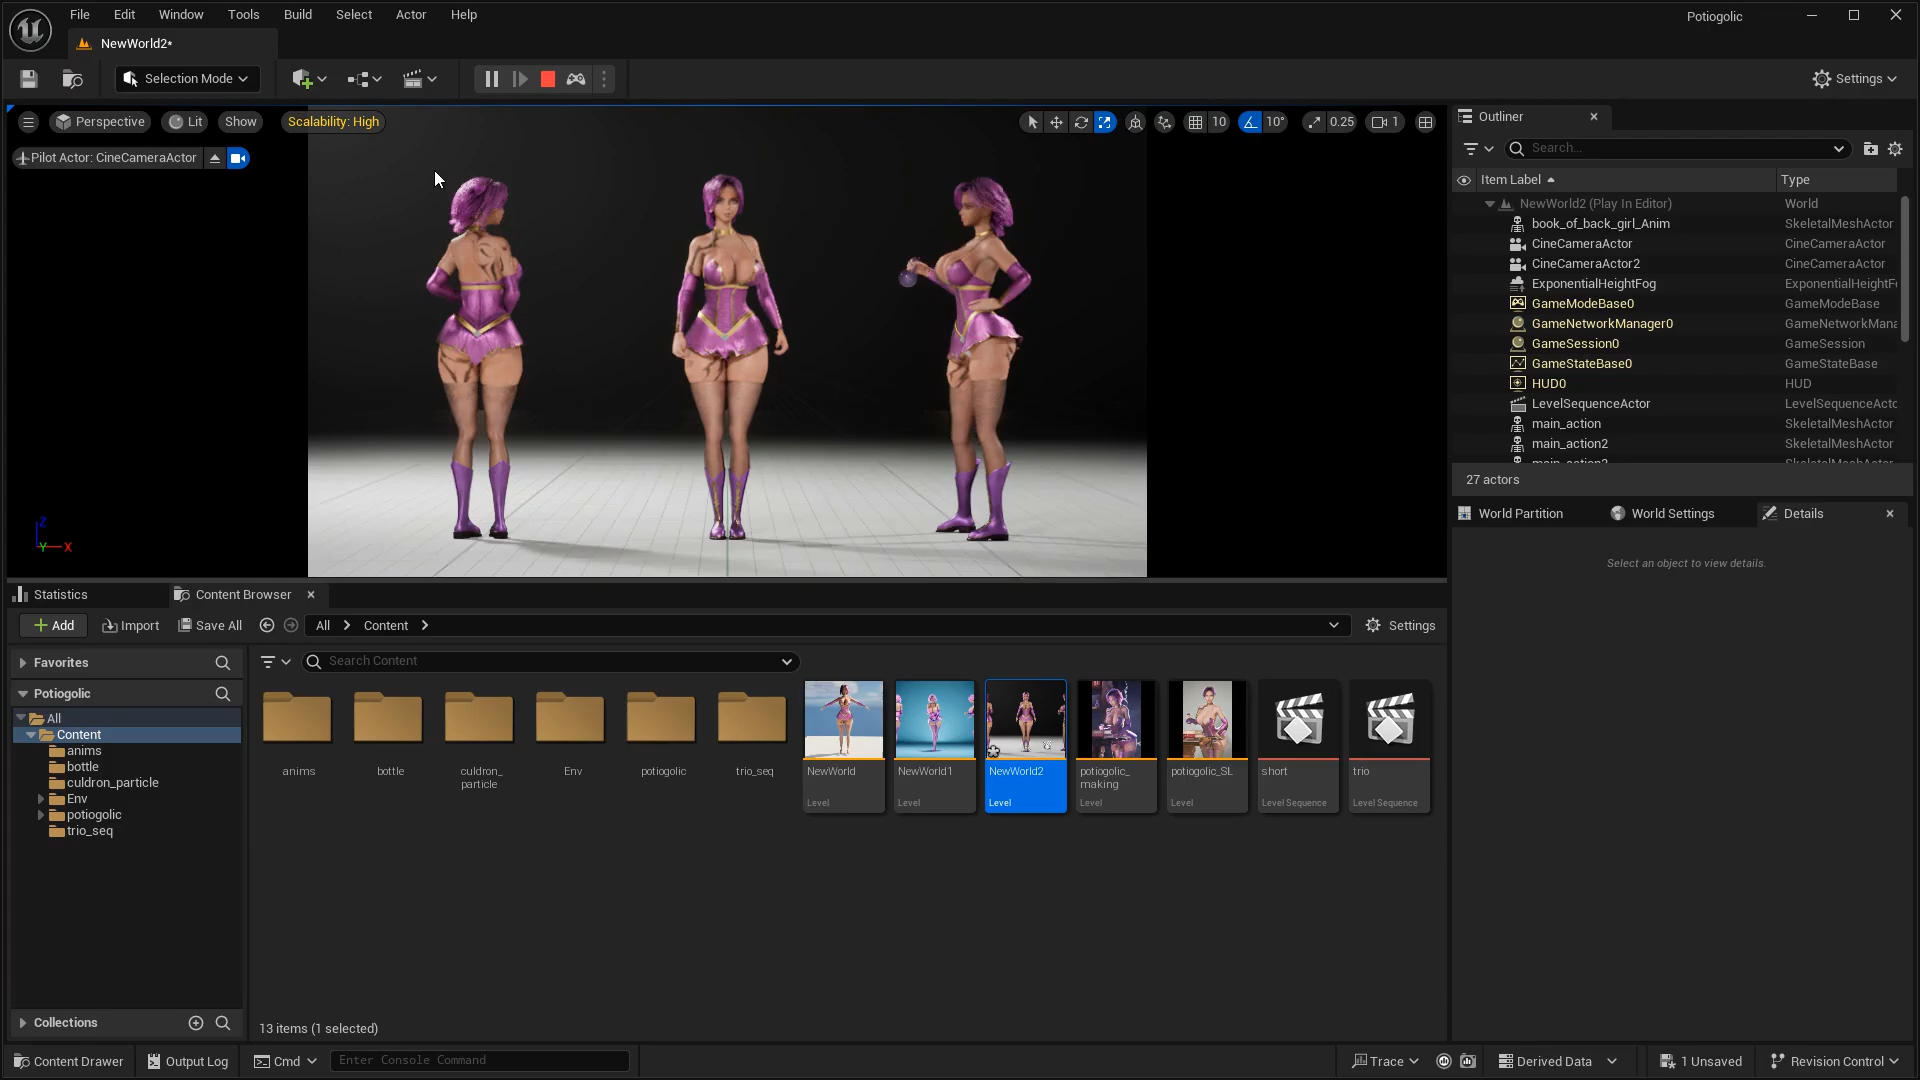 File Edit Window Tools Build Select Actor Help
Potiogolic
NewWorld2*
Selection Mode
Settings
Perspective Lit Show Scalability: High
10 10° 0.25 1
Pilot Actor: CineCameraActor
Z
Y X
Outliner
Search...
Item Label Type
NewWorld2 (Play In Editor) World
book_of_back_girl_Anim SkeletalMeshActor
CineCameraActor CineCameraActor
CineCameraActor2 CineCameraActor
ExponentialHeightFog ExponentialHeightF
GameModeBase0 GameModeBase
GameNetworkManager0 GameNetworkMana
GameSession0 GameSession
GameStateBase0 GameStateBase
HUD0 HUD
LevelSequenceActor LevelSequenceActo
main_action SkeletalMeshActor
main_action2 SkeletalMeshActor
27 actors
World Partition World Settings Details
Select an object to view details.
Statistics Content Browser
Add Import Save All All Content Settings
Favorites
Search Content
Potiogolic
All
Content
anims
bottle
culdron_particle
Env
potiogolic
trio_seq
Collections
anims
bottle
culdron_
particle
Env
potiogolic
trio_seq
NewWorld
Level
NewWorld1
Level
NewWorld2
Level
potiogolic_
making
Level
potiogolic_SL
Level
short
Level Sequence
trio
Level Sequence
13 items (1 selected)
Content Drawer Output Log Cmd Enter Console Command Trace Derived Data 1 Unsaved Revision Control